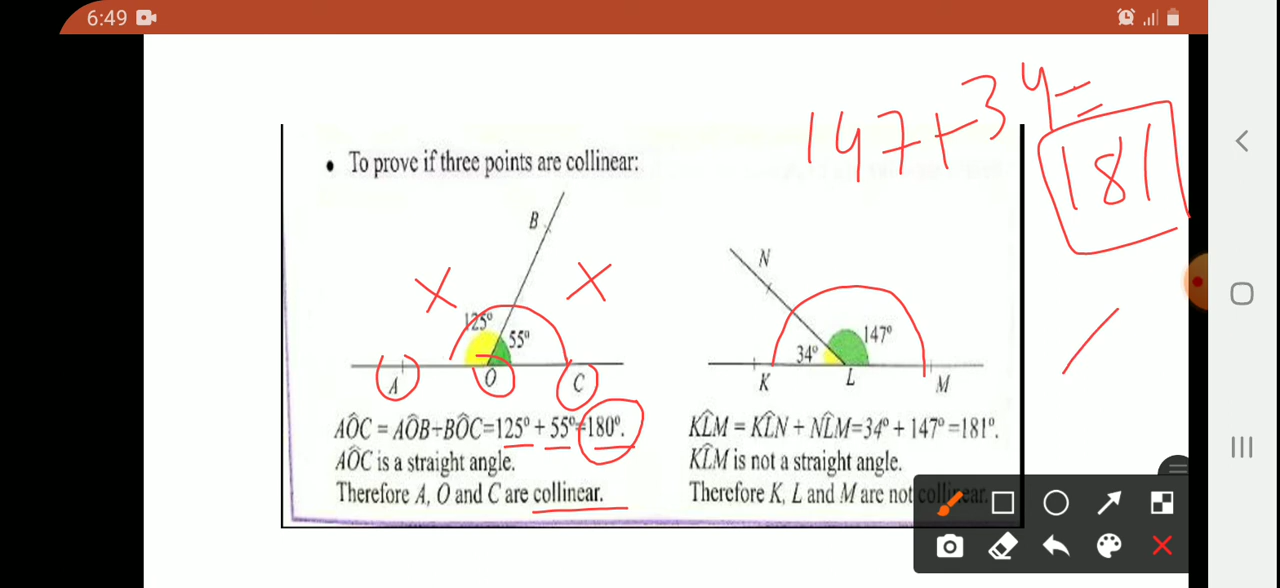 6:49
147+34=
181
• To prove if three points are collinear:
B
125°
55°
A
O
C
N
147°
34°
K
L
M
AÔC = AÔB+BÔC=125° + 55°=180°.
AÔC is a straight angle.
Therefore A, O and C are collinear.
KL̂M = KL̂N + NL̂M=34° + 147° =181°.
KL̂M is not a straight angle.
Therefore K, L and M are not collinear.